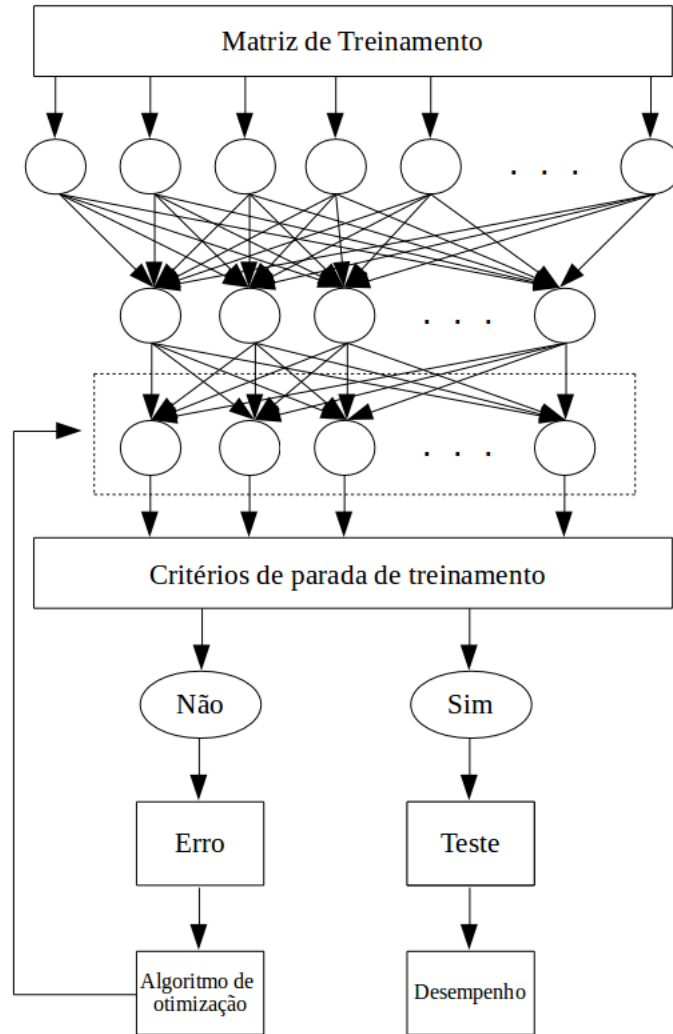 Matriz de Treinamento
. . .
. . .
. . .
Critérios de parada de treinamento
Não
Sim
Erro
Teste
Algoritmo de
otimização
Desempenho